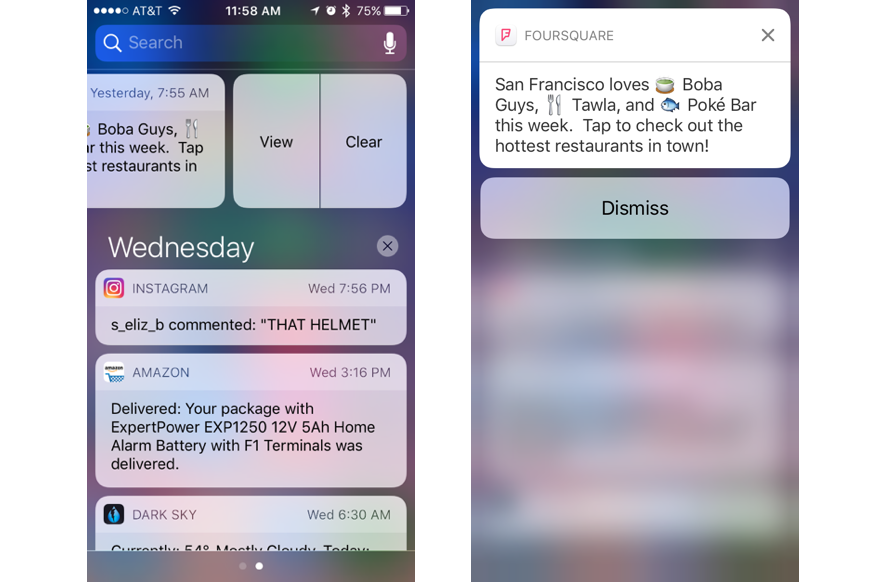 AT&T 11:58 AM 75%
Search
Yesterday, 7:55 AM
Boba Guys,
ar this week. Tap
st restaurants in
View Clear
Wednesday
INSTAGRAM Wed 7:56 PM
s_eliz_b commented: "THAT HELMET"
AMAZON Wed 3:16 PM
Delivered: Your package with
ExpertPower EXP1250 12V 5Ah Home
Alarm Battery with F1 Terminals was
delivered.
DARK SKY Wed 6:30 AM
Currently: 54° Mostly Cloudy. Today:
FOURSQUARE
San Francisco loves 🍵 Boba
Guys, 🍴 Tawla, and 🐟 Poké Bar
this week. Tap to check out the
hottest restaurants in town!
Dismiss